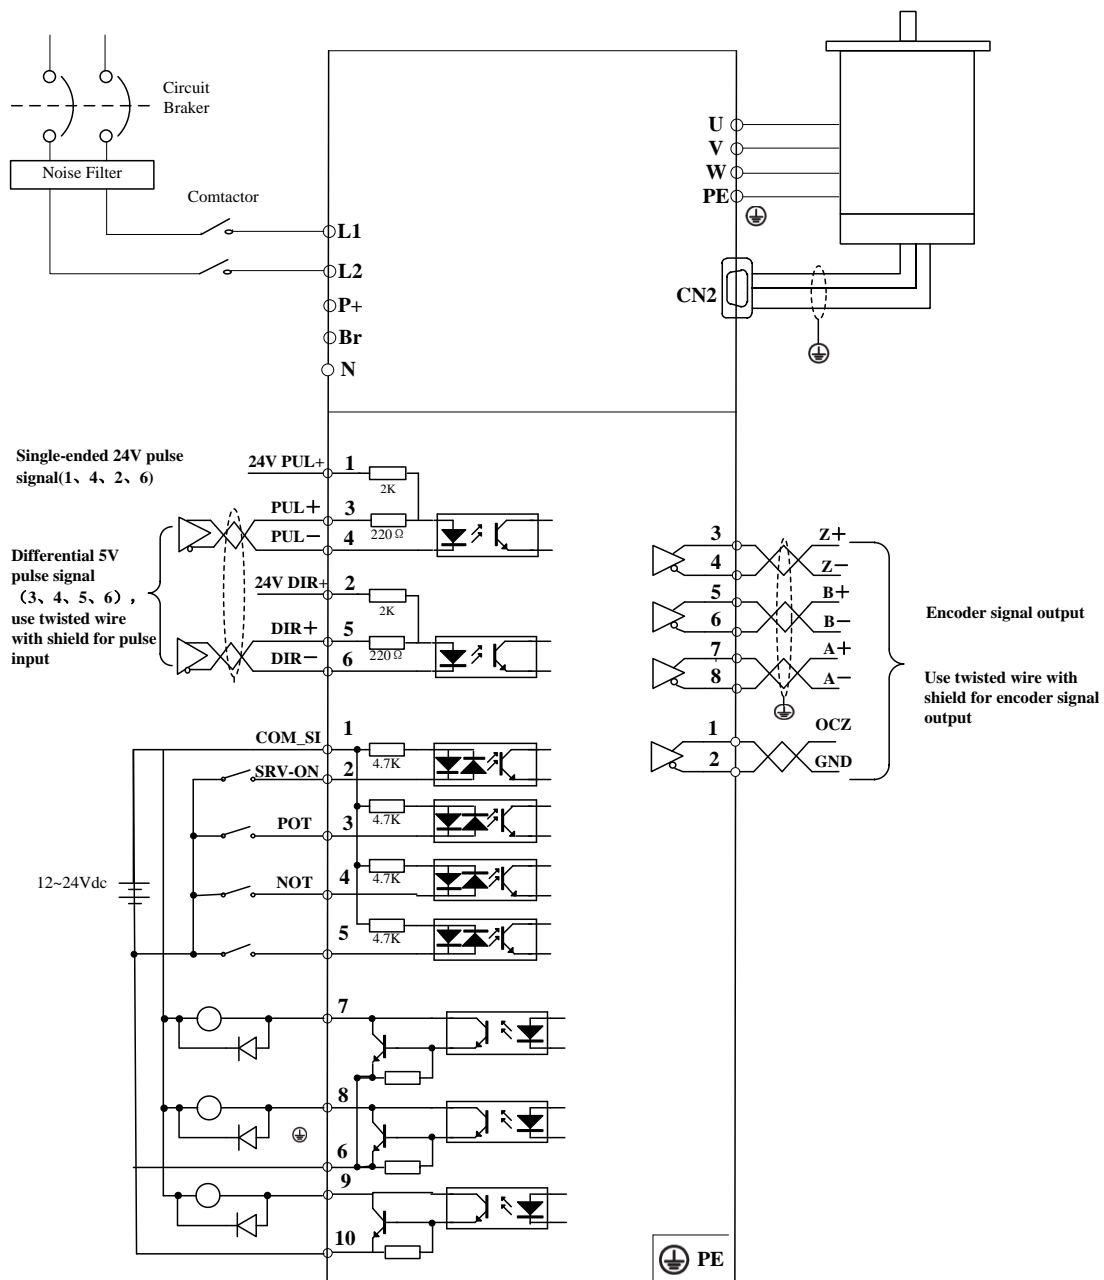 Circuit
Braker
Noise Filter
Comtactor
L1
L2
P+
Br
N
U
V
W
PE
CN2
Single-ended 24V pulse
signal(1、4、2、6)
24V PUL+
1
2K
PUL+
3
PUL-
4
220Ω
Differential 5V
pulse signal
（3、4、5、6），
use twisted wire
with shield for pulse
input
24V DIR+
2
2K
DIR+
5
DIR-
6
220Ω
3
Z+
4
Z-
5
B+
6
B-
7
A+
8
A-
1
OCZ
2
GND
Encoder signal output
Use twisted wire with
shield for encoder signal
output
COM_SI
1
4.7K
SRV-ON
2
POT
3
4.7K
12~24Vdc
NOT
4
4.7K
5
4.7K
7
8
6
9
10
PE